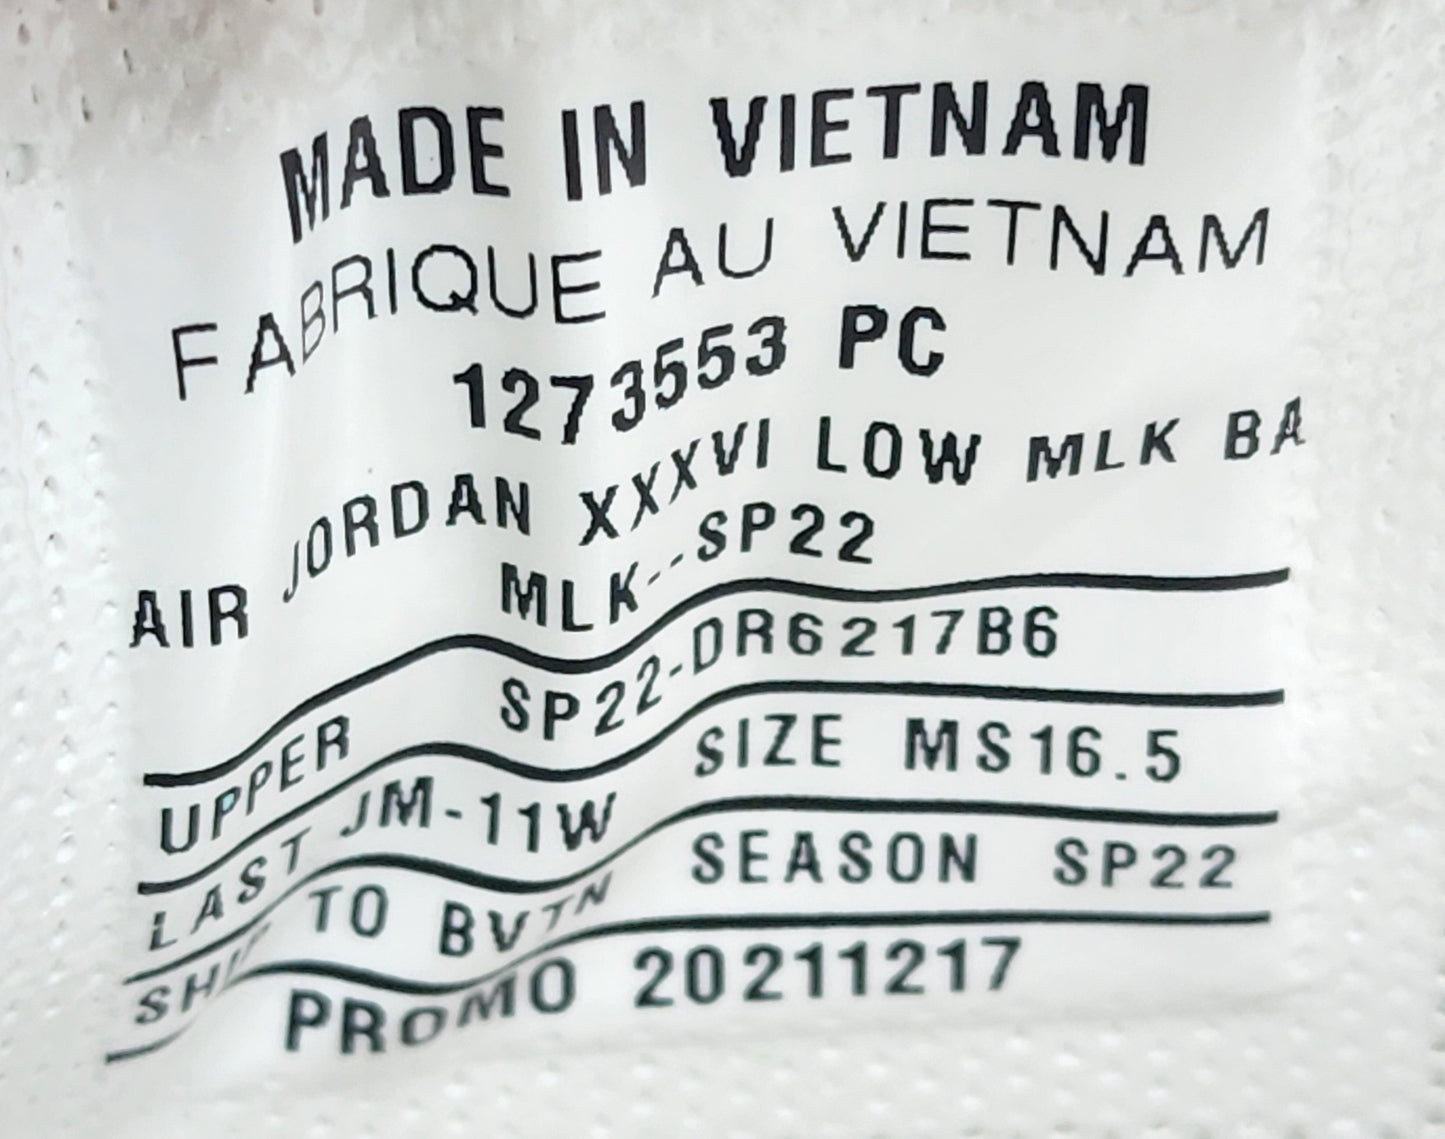 MADE IN VIETNAM
FABRIQUE AU VIETNAM
1273553 PC
AIR JORDAN XXXVI LOW MLK BA
MLK--SP22
UPPER SP22-DR6217B6
LAST JM-11W SIZE MS16.5
SHIP TO BVTN SEASON SP22
PROMO 20211217